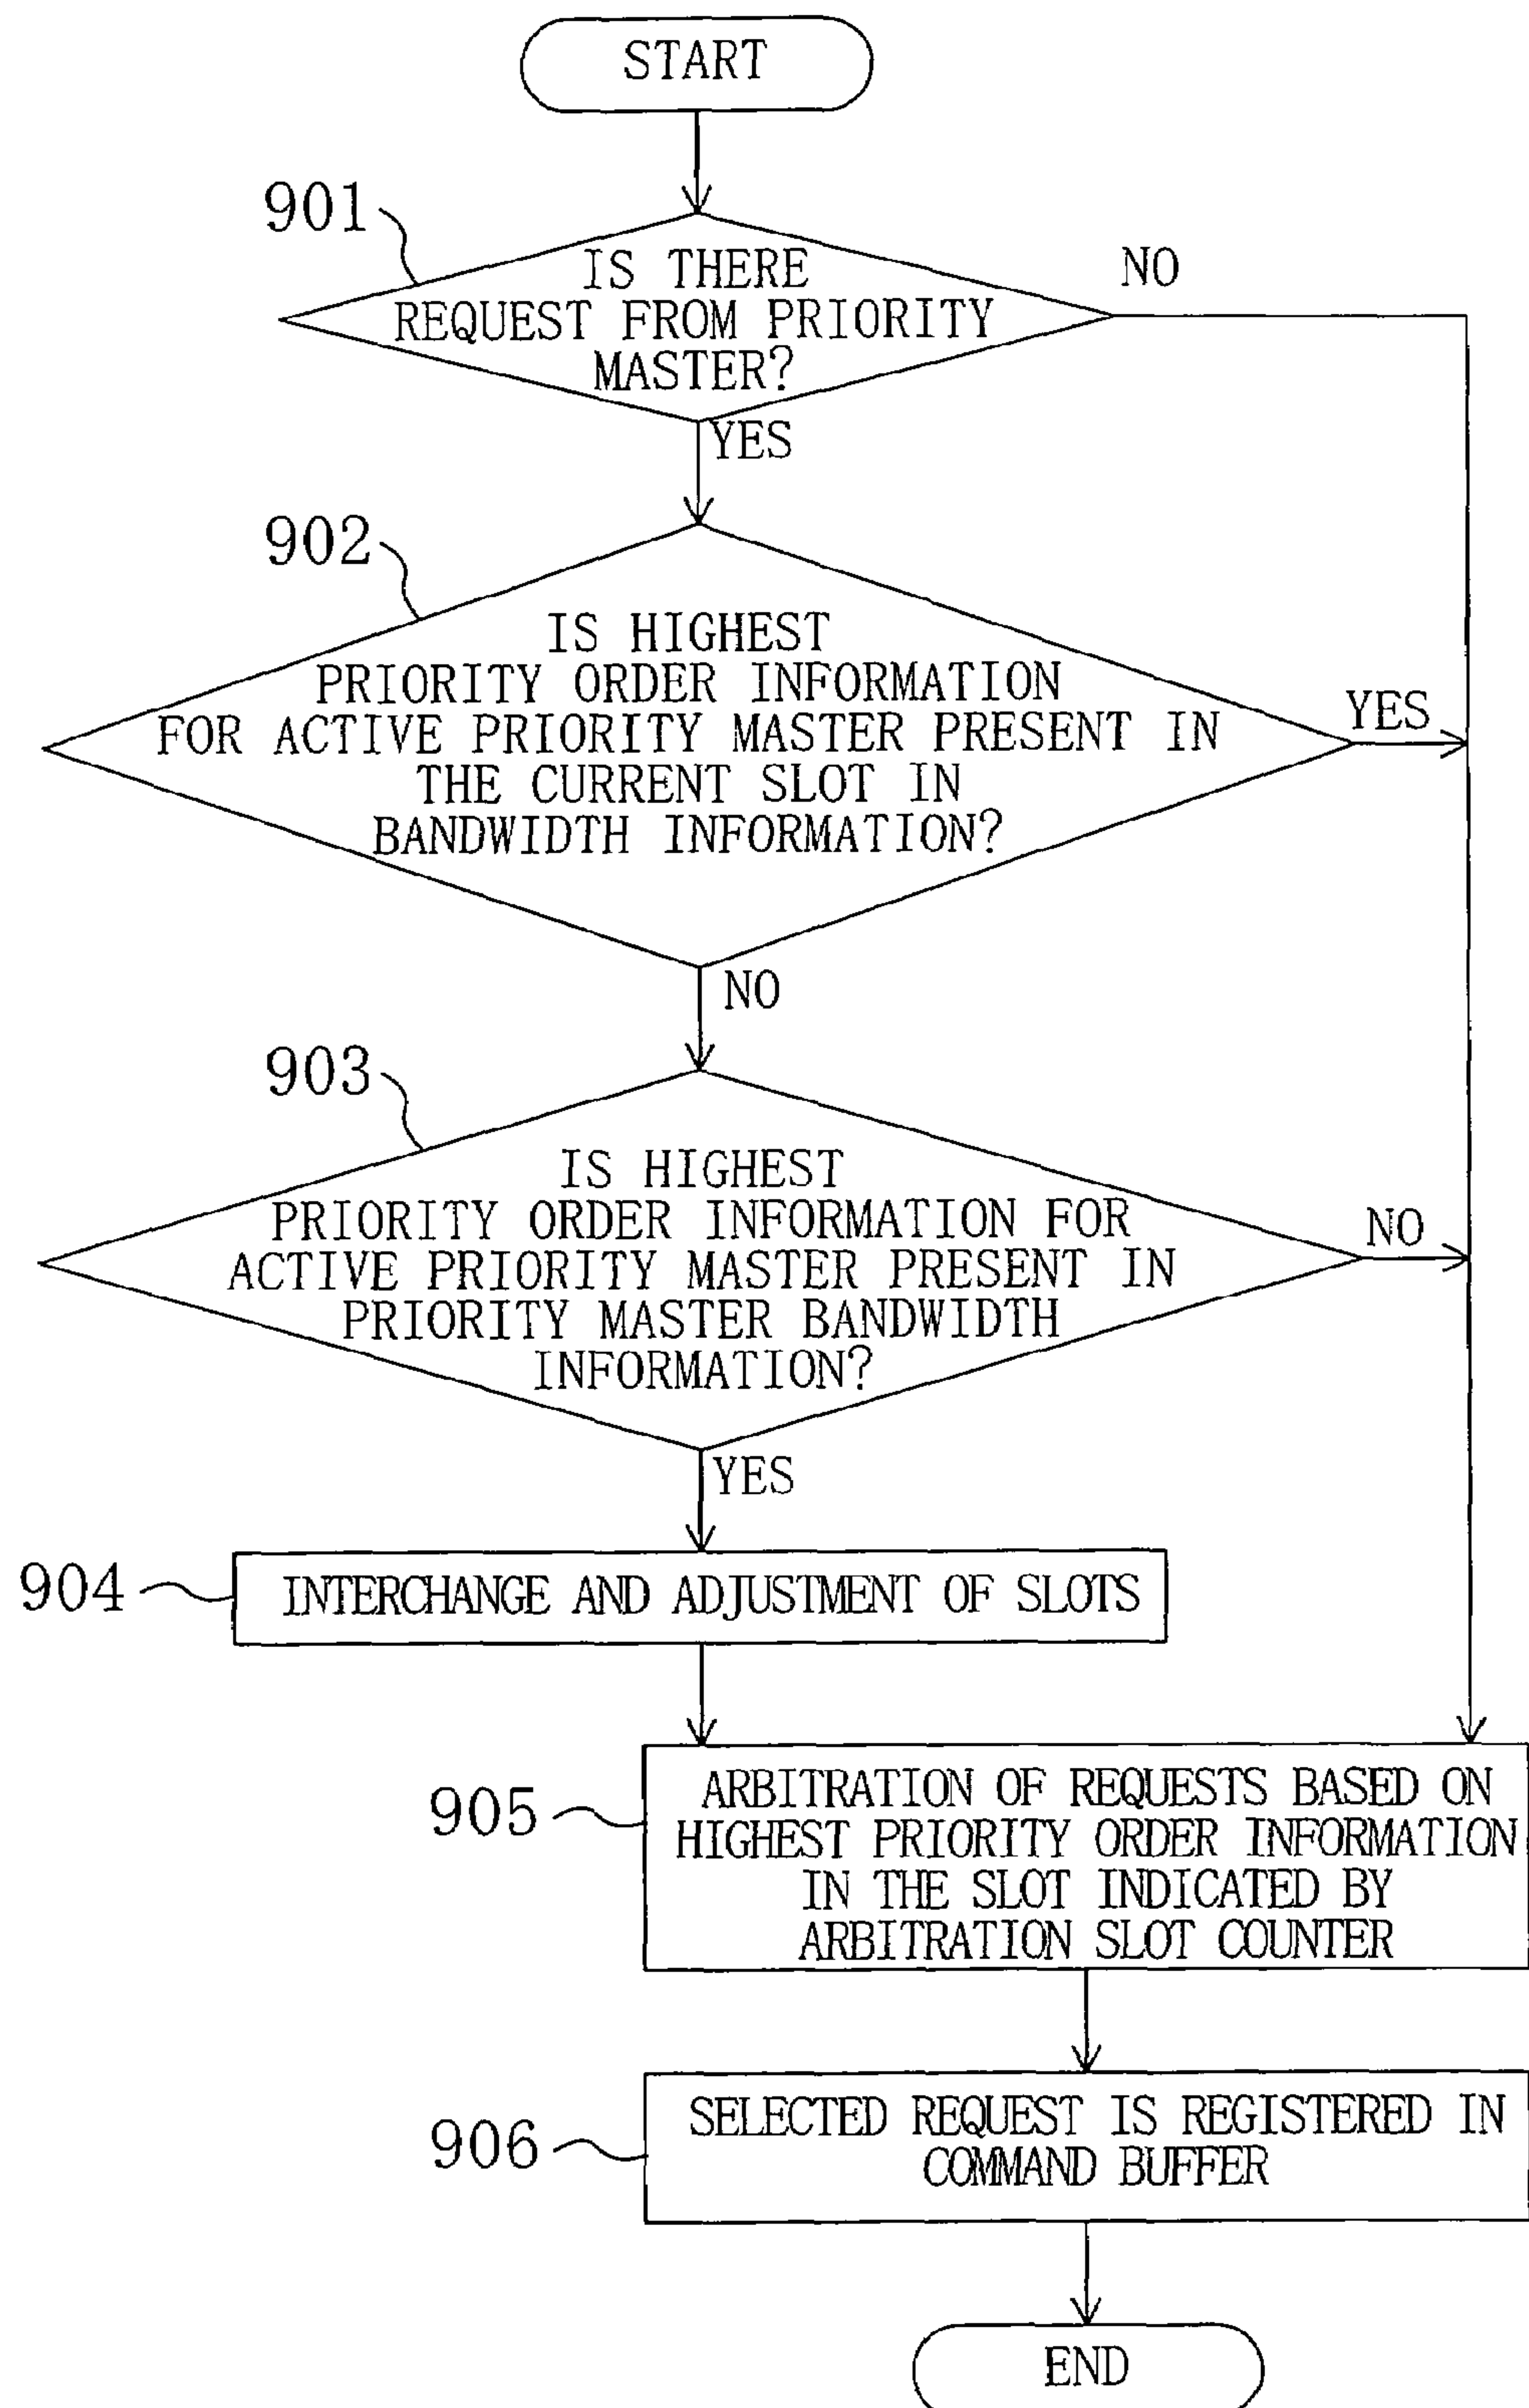 START
901
IS THERE
REQUEST FROM PRIORITY
MASTER?
NO
YES
902
IS HIGHEST
PRIORITY ORDER INFORMATION
FOR ACTIVE PRIORITY MASTER PRESENT IN
THE CURRENT SLOT IN
BANDWIDTH INFORMATION?
YES
NO
903
IS HIGHEST
PRIORITY ORDER INFORMATION FOR
ACTIVE PRIORITY MASTER PRESENT IN
PRIORITY MASTER BANDWIDTH
INFORMATION?
NO
YES
904
INTERCHANGE AND ADJUSTMENT OF SLOTS
905
ARBITRATION OF REQUESTS BASED ON
HIGHEST PRIORITY ORDER INFORMATION
IN THE SLOT INDICATED BY
ARBITRATION SLOT COUNTER
906
SELECTED REQUEST IS REGISTERED IN
COMMAND BUFFER
END